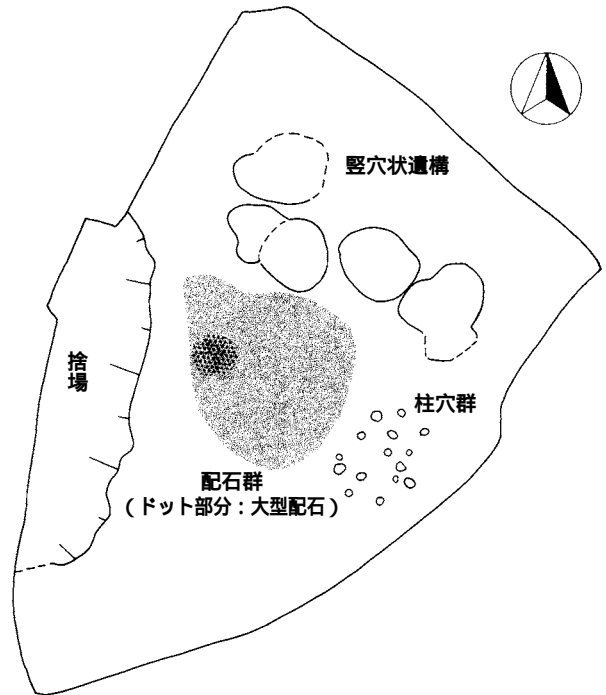 竪穴状遺構
捨場
柱穴群
配石群
（ドット部分：大型配石）